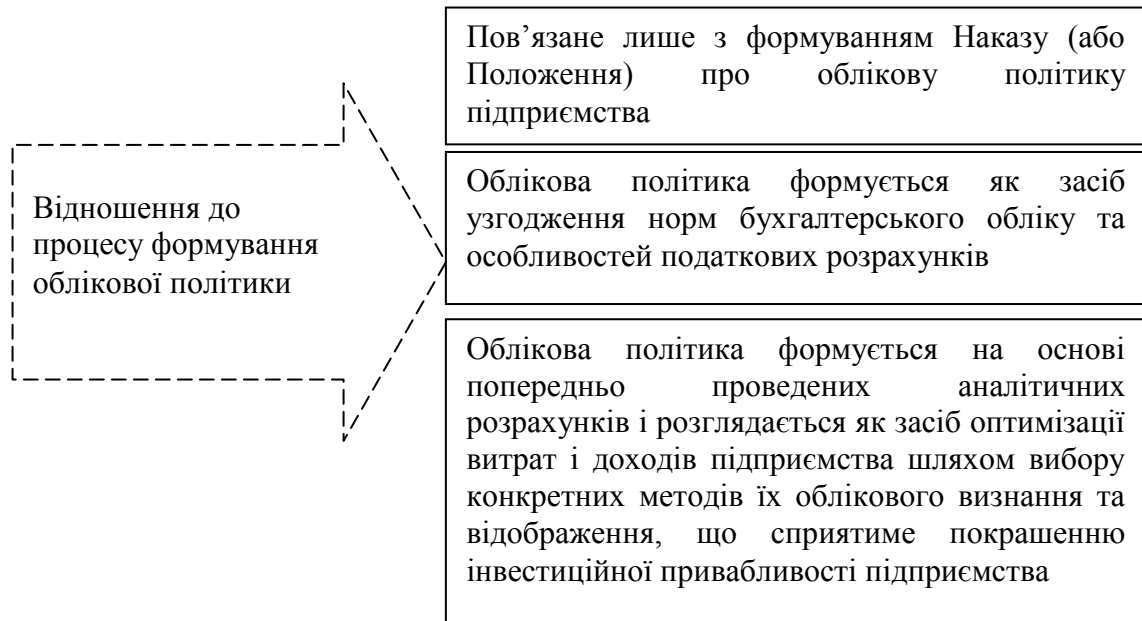 Відношення до
процесу формування
облікової політики
Пов’язане лише з формуванням Наказу (або
Положення) про облікову політику
підприємства
Облікова політика формується як засіб
узгодження норм бухгалтерського обліку та
особливостей податкових розрахунків
Облікова політика формується на основі
попередньо проведених аналітичних
розрахунків і розглядається як засіб оптимізації
витрат і доходів підприємства шляхом вибору
конкретних методів їх облікового визнання та
відображення, що сприятиме покрашенню
інвестиційної привабливості підприємства